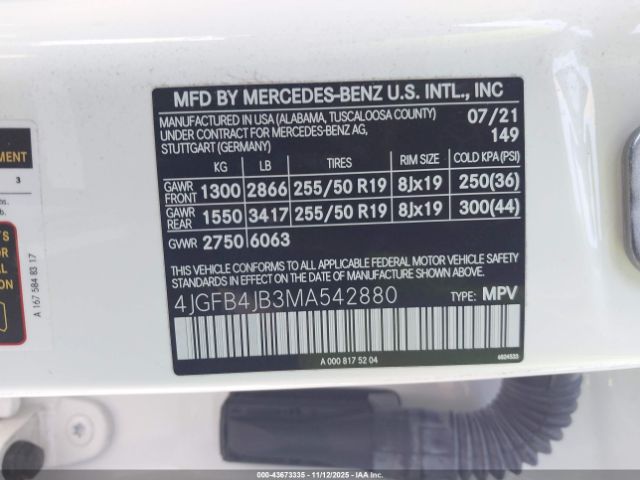 MFD BY MERCEDES-BENZ U.S. INTL., INC
MANUFACTURED IN USA (ALABAMA, TUSCALOOSA COUNTY) 07/21
UNDER CONTRACT FOR MERCEDES-BENZ AG, 149
STUTTGART (GERMANY)
KG LB TIRES RIM SIZE COLD KPA (PSI)
GAWR FRONT 1300 2866 255/50 R19 8Jx19 250(36)
GAWR REAR 1550 3417 255/50 R19 8Jx19 300(44)
GVWR 2750 6063
THIS VEHICLE CONFORMS TO ALL APPLICABLE FEDERAL MOTOR VEHICLE SAFETY
STANDARDS IN EFFECT ON THE DATE OF MANUFACTURE SHOWN ABOVE.
4JGFB4JB3MA542880 TYPE: MPV
A 000 817 52 04
3
A 167 584 83 17
000-43673335 - 11/12/2025 - IAAI.COM